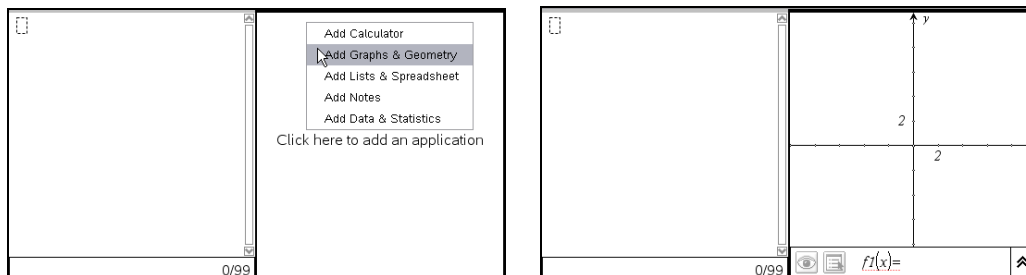 Add Calculator
Add Graphs & Geometry
Add Lists & Spreadsheet
Add Notes
Add Data & Statistics
Click here to add an application
0/99
y
2
2
0/99
f1(x)=